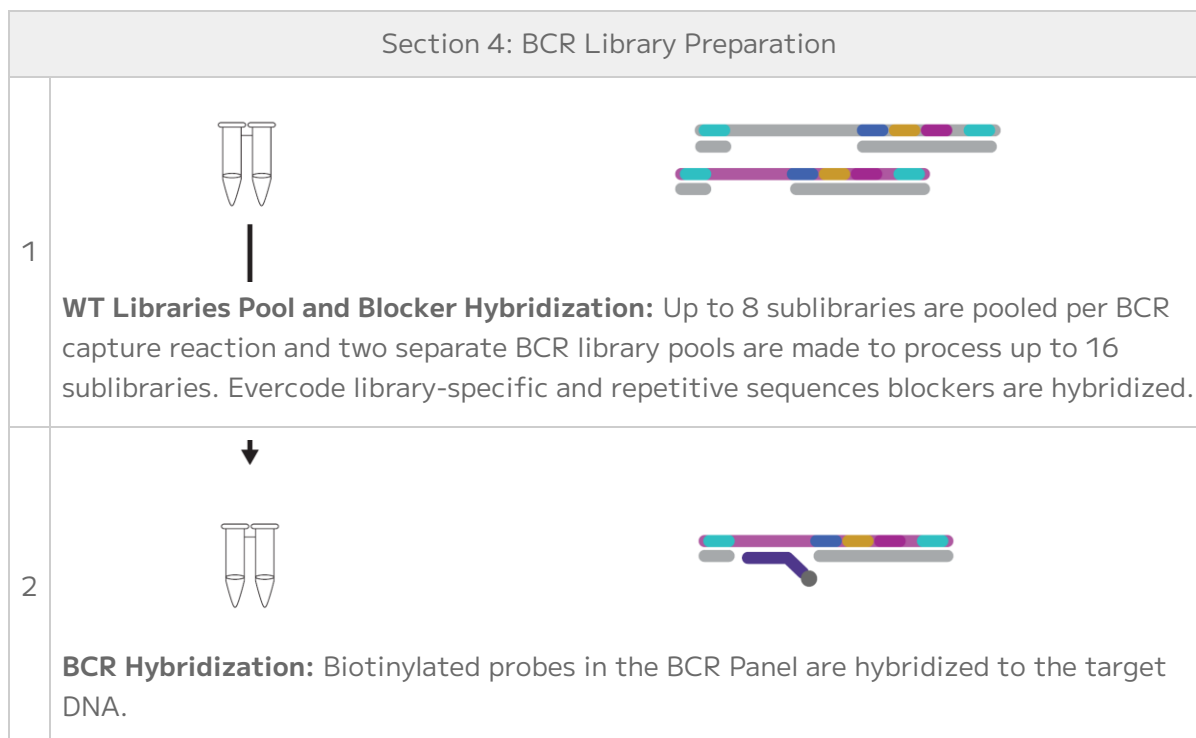 Section 4: BCR Library Preparation
1
WT Libraries Pool and Blocker Hybridization: Up to 8 sublibraries are pooled per BCR
capture reaction and two separate BCR library pools are made to process up to 16
sublibraries. Evercode library-specific and repetitive sequences blockers are hybridized.
2
BCR Hybridization: Biotinylated probes in the BCR Panel are hybridized to the target
DNA.